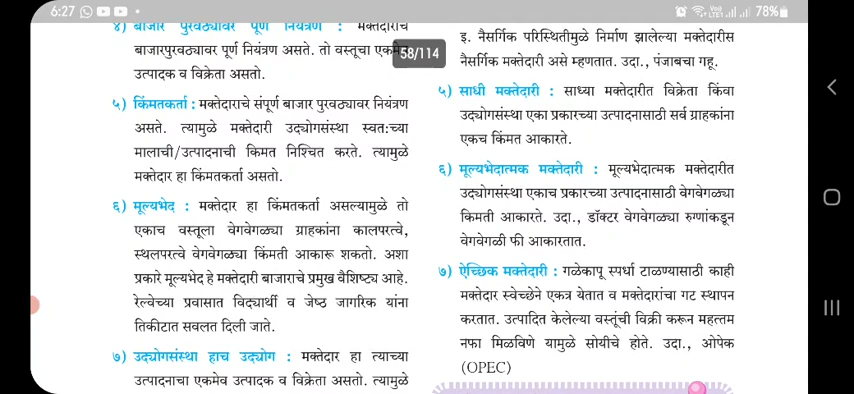 6:27
78%
४) बाजार पुरवठ्यावर पूर्ण नियंत्रण : मक्तेदाराचे
बाजारपुरवठ्यावर पूर्ण नियंत्रण असते. तो वस्तूचा एकमेव
उत्पादक व विक्रेता असतो.
५) किंमतकर्ता : मक्तेदाराचे संपूर्ण बाजार पुरवठ्यावर नियंत्रण
असते. त्यामुळे मक्तेदारी उद्योगसंस्था स्वत:च्या
मालाची/उत्पादनाची किमत निश्चित करते. त्यामुळे
मक्तेदार हा किंमतकर्ता असतो.
६) मूल्यभेद : मक्तेदार हा किंमतकर्ता असल्यामुळे तो
एकाच वस्तूला वेगवेगळ्या ग्राहकांना कालपरत्वे,
स्थलपरत्वे वेगवेगळ्या किंमती आकारू शकतो. अशा
प्रकारे मूल्यभेद हे मक्तेदारी बाजाराचे प्रमुख वैशिष्ट्य आहे.
रेल्वेच्या प्रवासात विद्यार्थी व जेष्ठ जागरिक यांना
तिकीटात सवलत दिली जाते.
७) उद्योगसंस्था हाच उद्योग : मक्तेदार हा त्याच्या
उत्पादनाचा एकमेव उत्पादक व विक्रेता असतो. त्यामुळे
58/114
इ. नैसर्गिक परिस्थितीमुळे निर्माण झालेल्या मक्तेदारीस
नैसर्गिक मक्तेदारी असे म्हणतात. उदा., पंजाबचा गहू.
५) साधी मक्तेदारी : साध्या मक्तेदारीत विक्रेता किंवा
उद्योगसंस्था एका प्रकारच्या उत्पादनासाठी सर्व ग्राहकांना
एकच किंमत आकारते.
६) मूल्यभेदात्मक मक्तेदारी : मूल्यभेदात्मक मक्तेदारीत
उद्योगसंस्था एकाच प्रकारच्या उत्पादनासाठी वेगवेगळ्या
किमती आकारते. उदा., डॉक्टर वेगवेगळ्या रुग्णांकडून
वेगवेगळी फी आकारतात.
७) ऐच्छिक मक्तेदारी : गळेकापू स्पर्धा टाळण्यासाठी काही
मक्तेदार स्वेच्छेने एकत्र येतात व मक्तेदारांचा गट स्थापन
करतात. उत्पादित केलेल्या वस्तूंची विक्री करून महत्तम
नफा मिळविणे यामुळे सोयीचे होते. उदा., ओपेक
(OPEC)